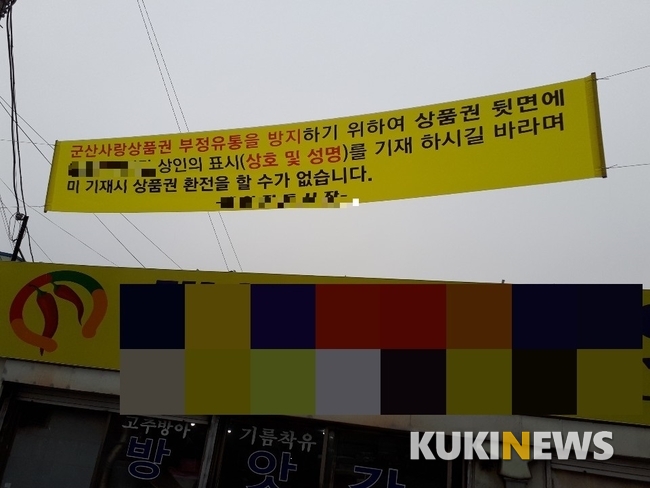 군산사랑상품권 부정유통을 방지하기 위하여 상품권 뒷면에
상인의 표시(상호 및 성명)를 기재 하시길 바라며
미 기재시 상품권 환전을 할 수가 없습니다.
고추방아
기름착유
방 앗 간
KUKINEWS